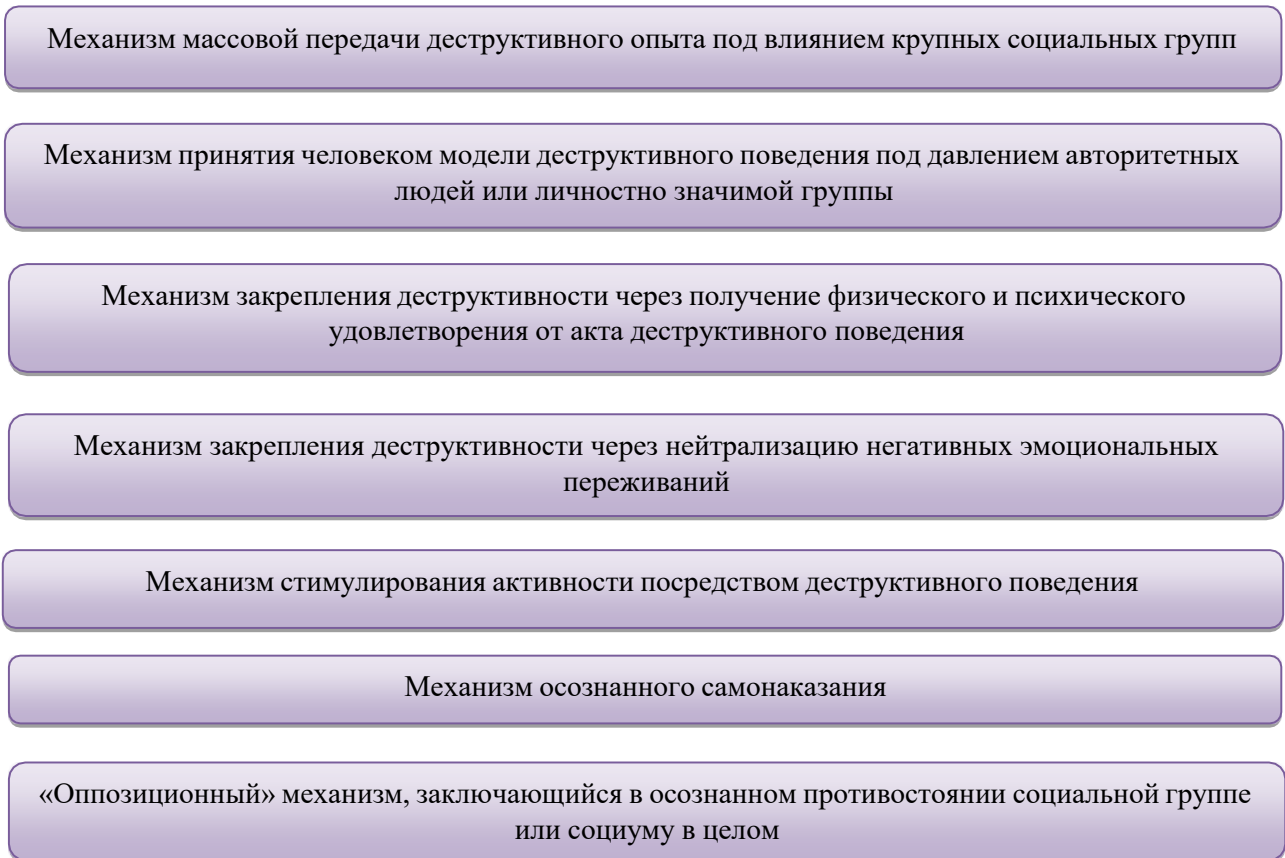 Механизм массовой передачи деструктивного опыта под влиянием крупных социальных групп
Механизм принятия человеком модели деструктивного поведения под давлением авторитетных
людей или личностно значимой группы
Механизм закрепления деструктивности через получение физического и психического
удовлетворения от акта деструктивного поведения
Механизм закрепления деструктивности через нейтрализацию негативных эмоциональных
переживаний
Механизм стимулирования активности посредством деструктивного поведения
Механизм осознанного самонаказания
«Оппозиционный» механизм, заключающийся в осознанном противостоянии социальной группе
или социуму в целом